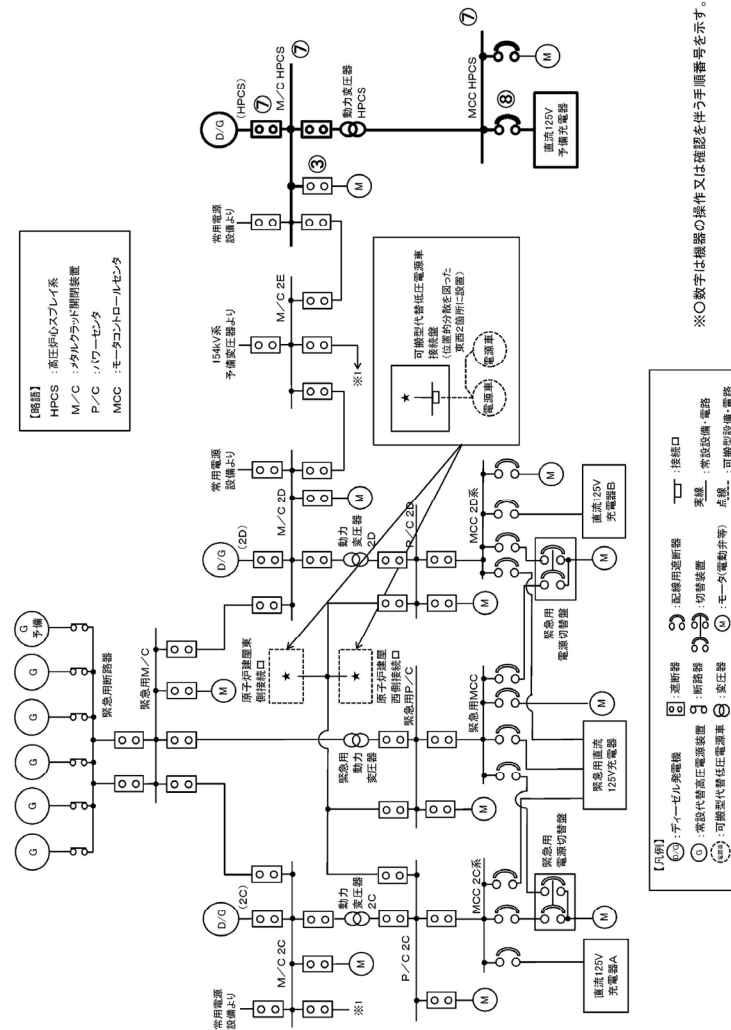 【略語】
HPCS ：高圧炉心スプレイ系
M／C ：メタルクラッド開閉装置
P／C ：パワーセンタ
MCC ：モータコントロールセンタ
G
G
G
G
G
G
予備
緊急用断路器
緊急用M／C
M
常用電源
設備より
※1
M／C 2C
D/G
(2C)
M
動力
変圧器
2C
P／C 2C
M
MCC 2C系
直流125V
充電器A
緊急用
電源切替盤
M
緊急用
動力
変圧器
緊急用P／C
M
緊急用MCC
M
緊急用直流
125V充電器
原子炉建屋東
側接続口
★
原子炉建屋
西側接続口
★
D/G
(2D)
常用電源
設備より
M／C 2D
M
動力
変圧器
2D
P／C 2D
M
MCC 2D系
M
緊急用
電源切替盤
M
直流125V
充電器B
154kV系
予備変圧器より
M／C 2E
※1
可搬型代替低圧電源車
接続盤
(位置的分散を図った
東西2箇所に設置)
★
電源車
電源車
常用電源
設備より
③
M
D/G
(HPCS)
⑦
M／C HPCS
⑦
動力変圧器
HPCS
MCC HPCS
⑦
⑧
M
直流125V
予備充電器
【凡例】
D/G ：ディーゼル発電機
G ：常設代替高圧電源装置
電源車 ：可搬型代替低圧電源車
：遮断器
：断路器
：変圧器
：配線用遮断器
：切替装置
M ：モータ(電動弁等)
：接続口
実線 ：常設設備・電路
点線 ：可搬型設備・電路
※〇数字は機器の操作又は確認を伴う手順番号を示す。